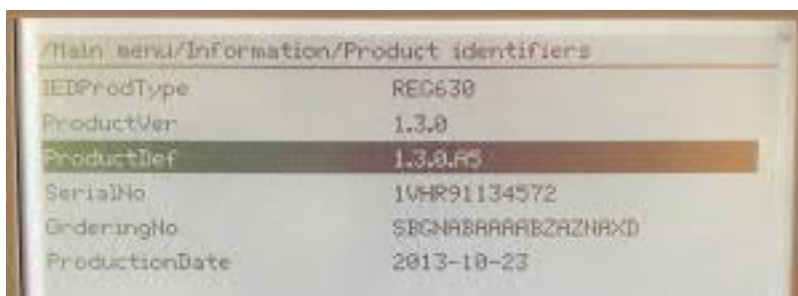 /Main menu/Information/Product identifiers
IEDProdType REG630
ProductVer 1.3.0
ProductDef 1.3.0.A5
SerialNo 1VHR91134572
OrderingNo SBGNABAAAABZAZNAXD
ProductionDate 2013-10-23